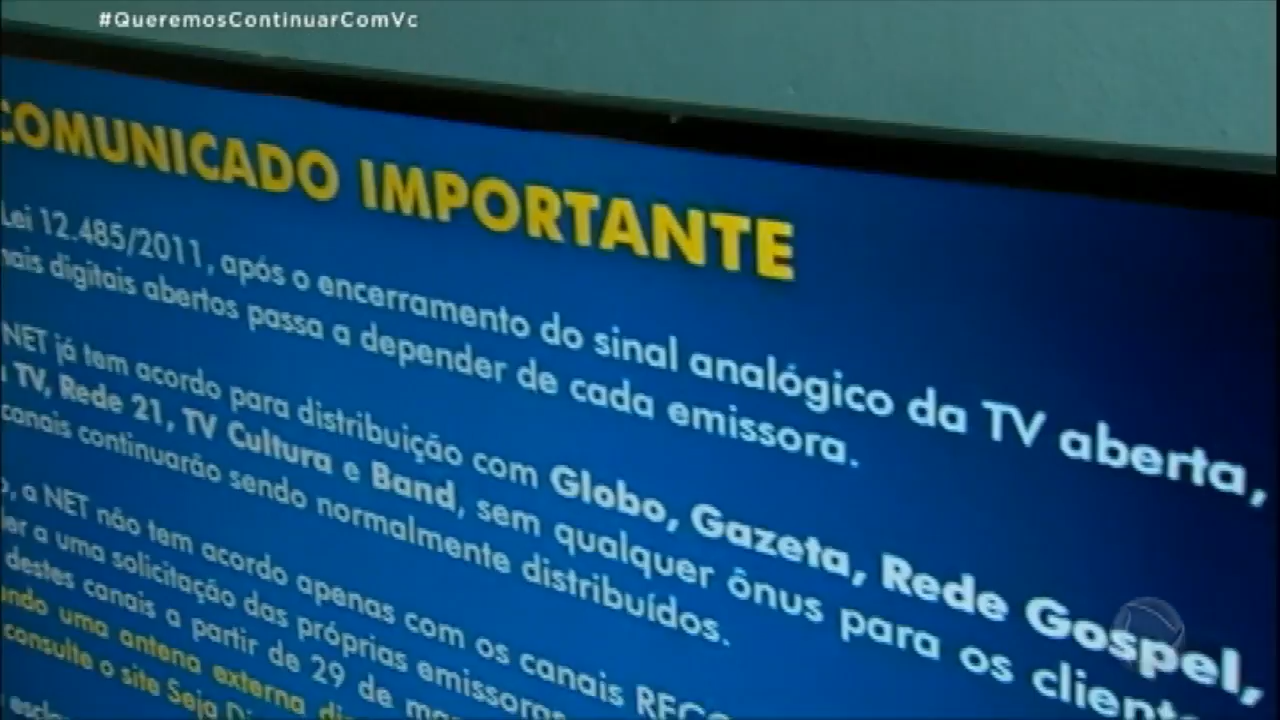 #QueremosContinuarComVc
COMUNICADO IMPORTANTE
Lei 12.485/2011, após o encerramento do sinal analógico da TV aberta,
digitais abertos passa a depender de cada emissora.
NET já tem acordo para distribuição com Globo, Gazeta, Rede Gospel,
TV, Rede 21, TV Cultura e Band, sem qualquer ônus para os
canais continuarão sendo normalmente distribuídos.
a NET não tem acordo apenas com os canais
a uma solicitação das próprias emissoras
destes canais a partir de 29 de
uma antena externa
consulte o site Seja